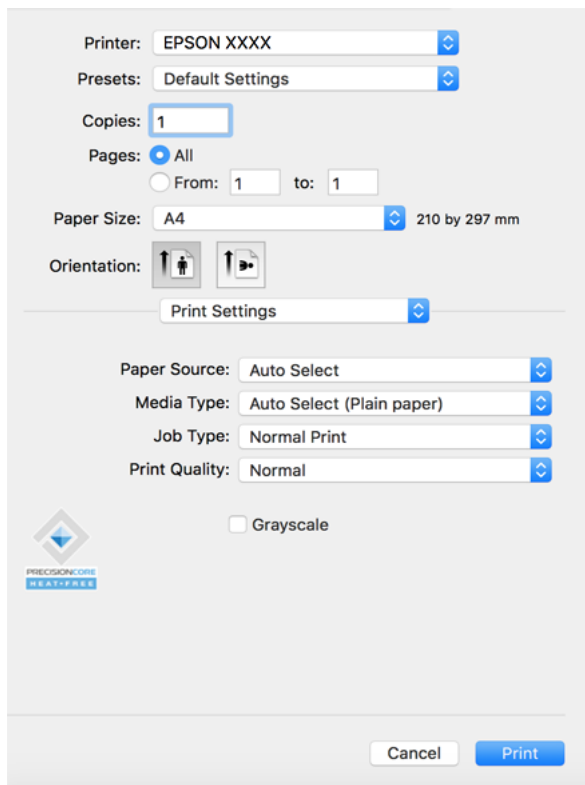 Printer: EPSON XXXX
Presets: Default Settings
Copies: 1
Pages: All
From: 1 to: 1
Paper Size: A4 210 by 297 mm
Orientation:
Print Settings
Paper Source: Auto Select
Media Type: Auto Select (Plain paper)
Job Type: Normal Print
Print Quality: Normal
Grayscale
PRECISIONCORE
HEAT-FREE
Cancel Print